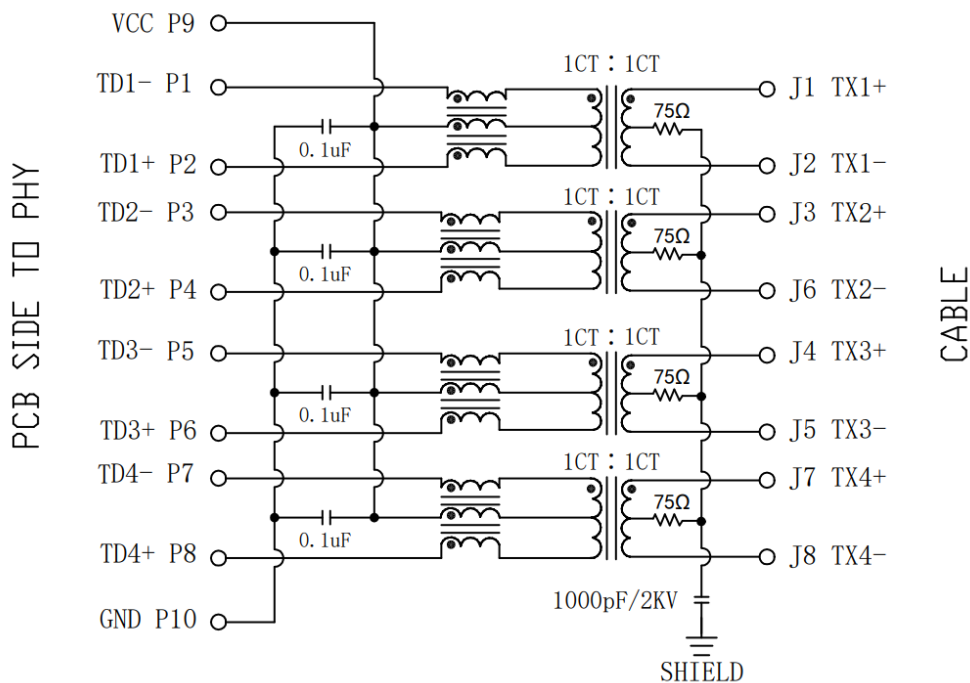 VCC P9
1CT : 1CT
TD1- P1
J1 TX1+
75Ω
0.1uF
TD1+ P2
J2 TX1-
1CT : 1CT
TD2- P3
J3 TX2+
75Ω
0.1uF
TD2+ P4
J6 TX2-
1CT : 1CT
TD3- P5
J4 TX3+
75Ω
0.1uF
TD3+ P6
J5 TX3-
1CT : 1CT
TD4- P7
J7 TX4+
75Ω
0.1uF
TD4+ P8
J8 TX4-
1000pF/2KV
GND P10
SHIELD
PCB SIDE TO PHY
CABLE